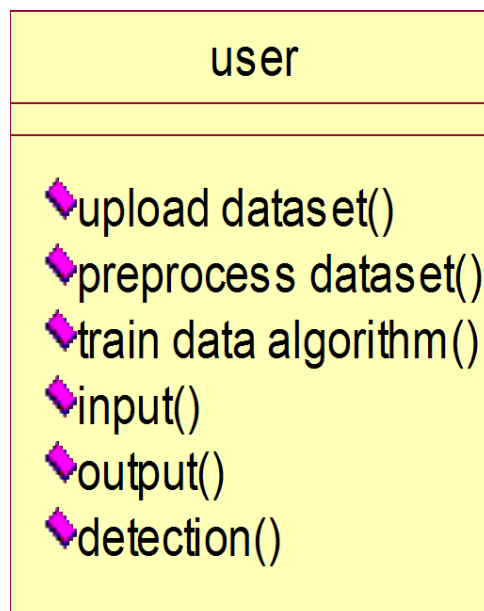 user
upload dataset()
preprocess dataset()
train data algorithm()
input()
output()
detection()